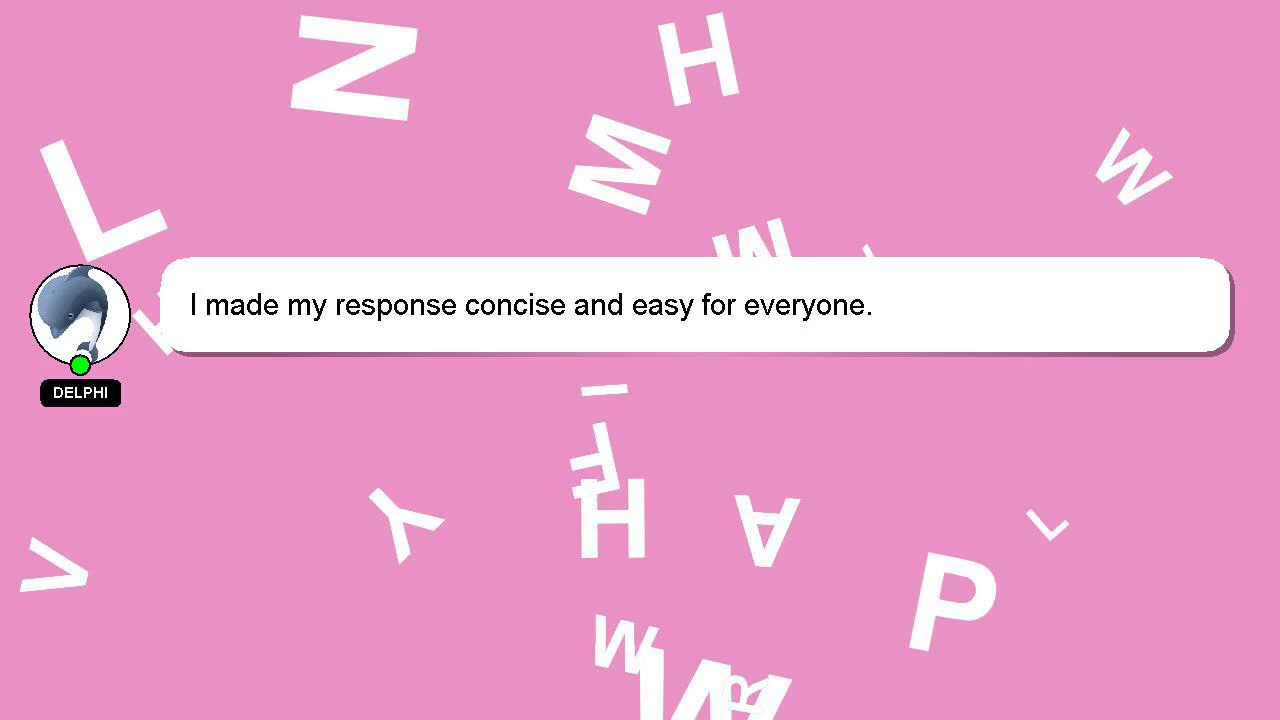 Z
H
M
L
W
W
I made my response concise and easy for everyone.
DELPHI
I
F
H
A
Y
L
V
P
W
W
R